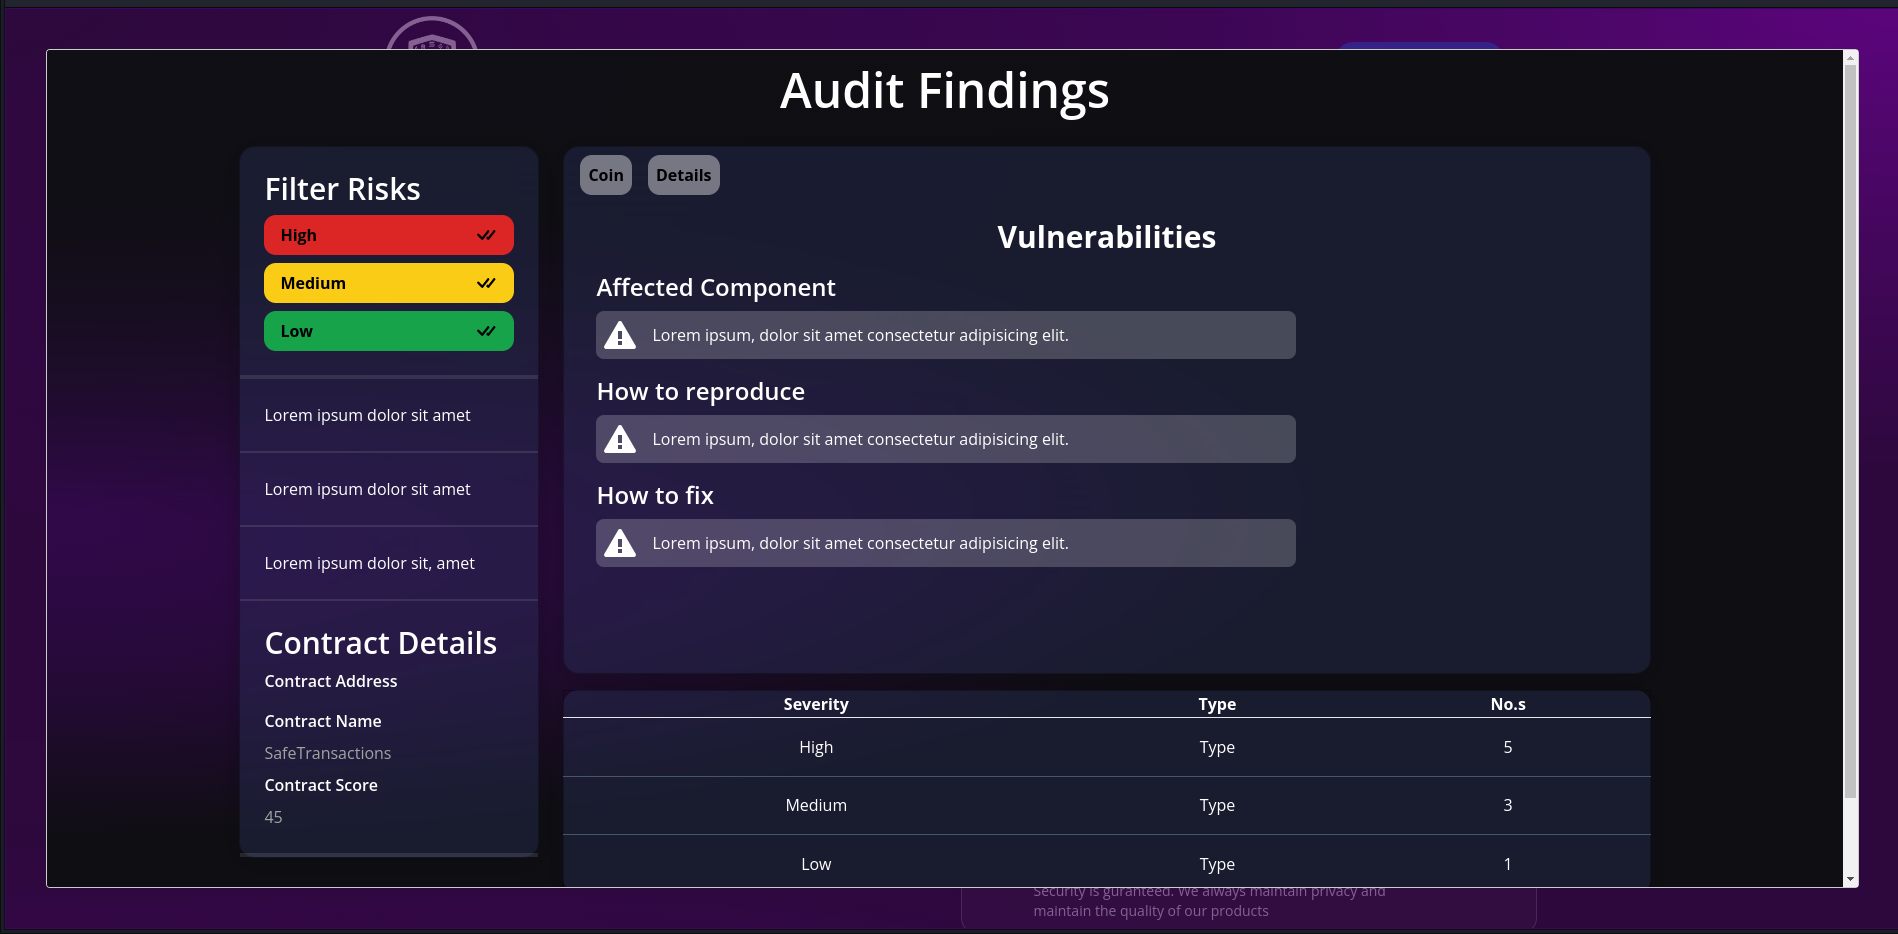 Audit Findings
Filter Risks
High
Medium
Low
Lorem ipsum dolor sit amet
Lorem ipsum dolor sit amet
Lorem ipsum dolor sit, amet
Contract Details
Contract Address
Contract Name
SafeTransactions
Contract Score
45
Coin Details
Vulnerabilities
Affected Component
Lorem ipsum, dolor sit amet consectetur adipisicing elit.
How to reproduce
Lorem ipsum, dolor sit amet consectetur adipisicing elit.
How to fix
Lorem ipsum, dolor sit amet consectetur adipisicing elit.
Severity Type No.s
High Type 5
Medium Type 3
Low Type 1
Security is guranteed. We always maintain privacy and
maintain the quality of our products